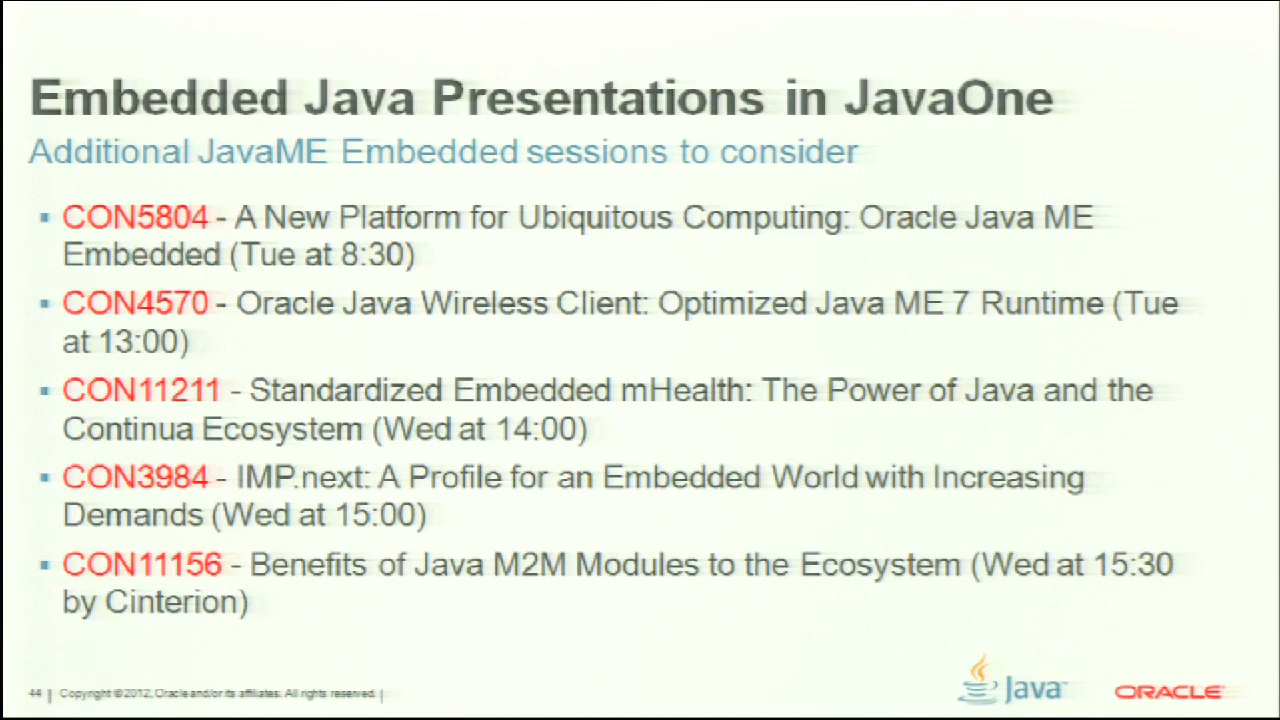 Embedded Java Presentations in JavaOne
Additional JavaME Embedded sessions to consider
▪ CON5804 - A New Platform for Ubiquitous Computing: Oracle Java ME
Embedded (Tue at 8:30)
▪ CON4570 - Oracle Java Wireless Client: Optimized Java ME 7 Runtime (Tue
at 13:00)
▪ CON11211 - Standardized Embedded mHealth: The Power of Java and the
Continua Ecosystem (Wed at 14:00)
▪ CON3984 - IMP.next: A Profile for an Embedded World with Increasing
Demands (Wed at 15:00)
▪ CON11156 - Benefits of Java M2M Modules to the Ecosystem (Wed at 15:30
by Cinterion)
44 | Copyright © 2012, Oracle and/or its affiliates. All rights reserved. |
Java™
ORACLE